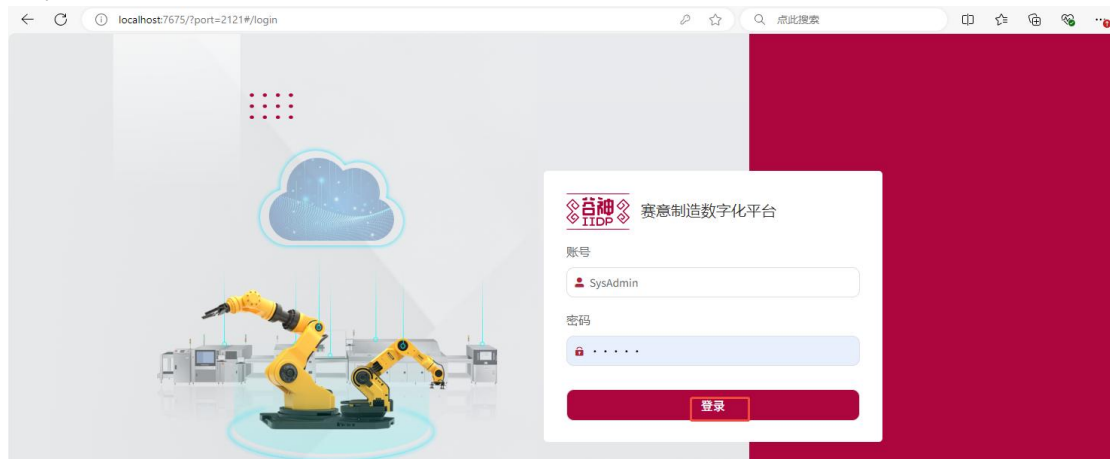 localhost:7675/?port=2121#/login
点此搜索
谷神
IIDP
赛意制造数字化平台
账号
SysAdmin
密码
·····
登录